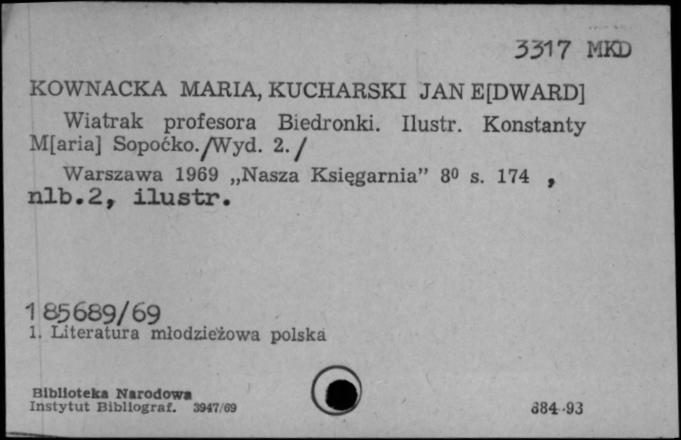 3317 MKD
KOWNACKA MARIA, KUCHARSKI JAN E[DWARD]
Wiatrak profesora Biedronki. Ilustr. Konstanty
M[aria] Sopoćko./Wyd. 2./
Warszawa 1969 „Nasza Księgarnia” 8⁰ s. 174 ,
nlb.2, ilustr.
185689/69
1. Literatura młodzieżowa polska
Biblioteka Narodowa
Instytut Bibliograf. 3947/69
884-93